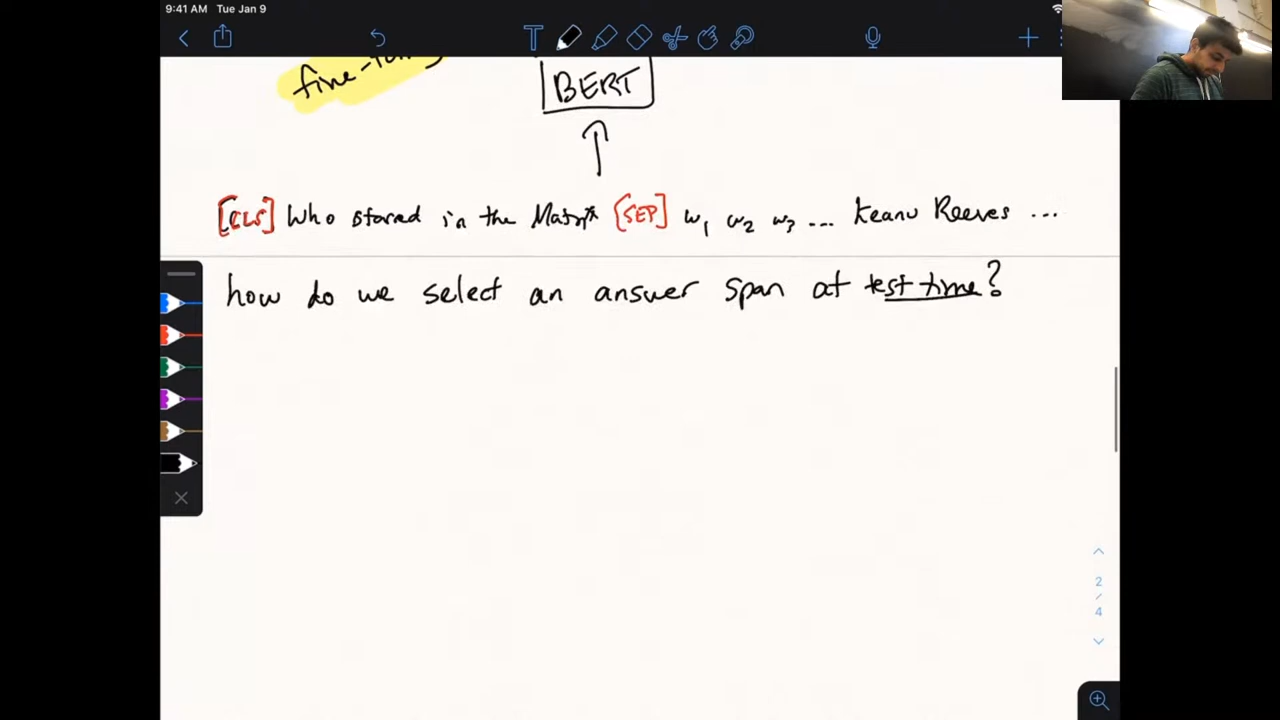 9:41 AM Tue Jan 9
BERT
[CLS] Who starred in the Matrix [SEP] w1 w2 w3 ... Keanu Reeves ...
how do we select an answer span at test time?
2
4